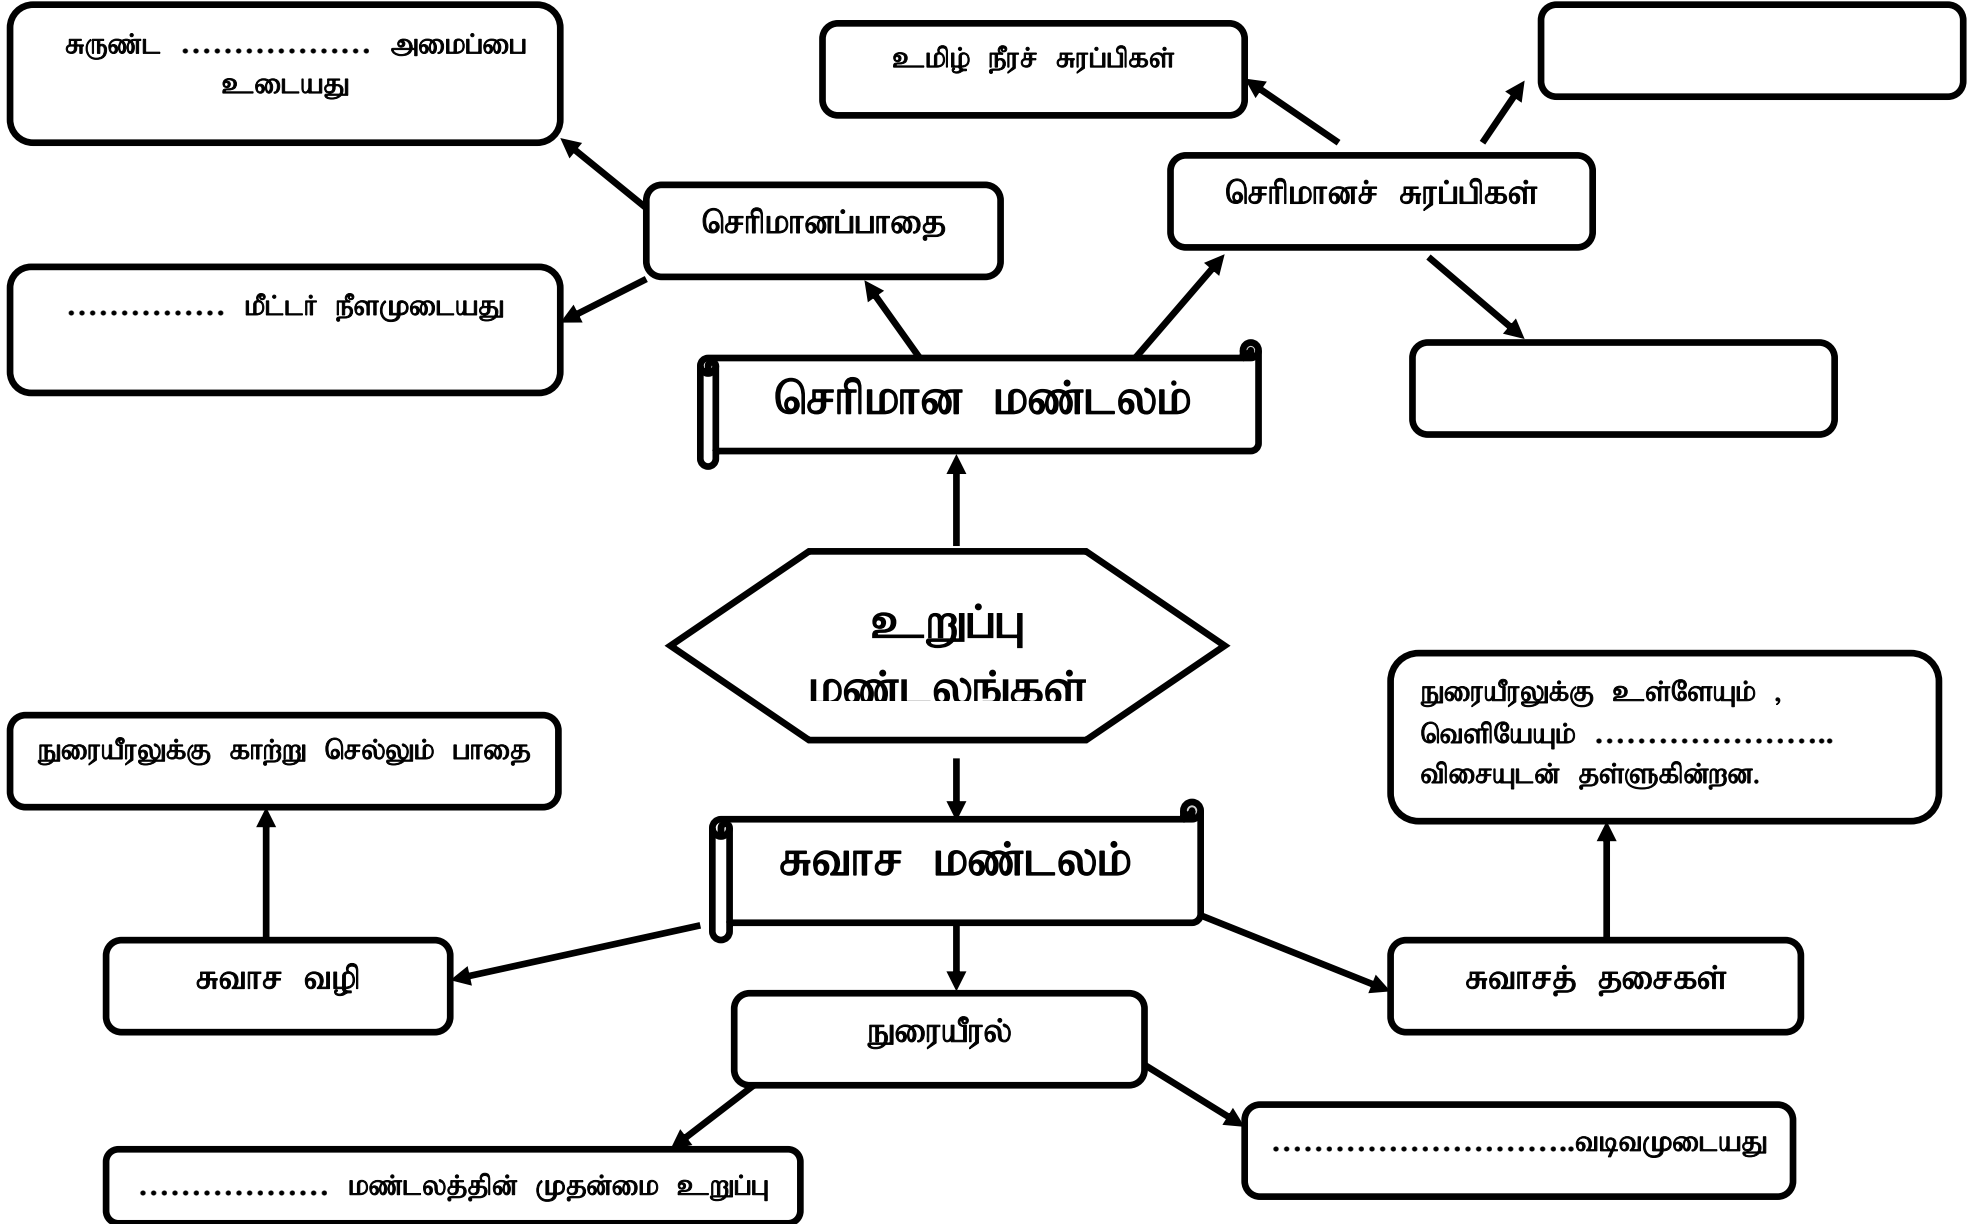 சுருண்ட ……………… அமைப்பை
உடையது
உமிழ் நீரச் சுரப்பிகள்
செரிமானச் சுரப்பிகள்
செரிமானப்பாதை
…………… மீட்டர் நீளமுடையது
செரிமான மண்டலம்
உறுப்பு
மண்டலங்கள்
நுரையீரலுக்கு உள்ளேயும் ,
வெளியேயும் …………………..
விசையுடன் தள்ளுகின்றன.
நுரையீரலுக்கு காற்று செல்லும் பாதை
சுவாச மண்டலம்
சுவாச வழி
சுவாசத் தசைகள்
நுரையீரல்
………………………..வடிவமுடையது
……………… மண்டலத்தின் முதன்மை உறுப்பு